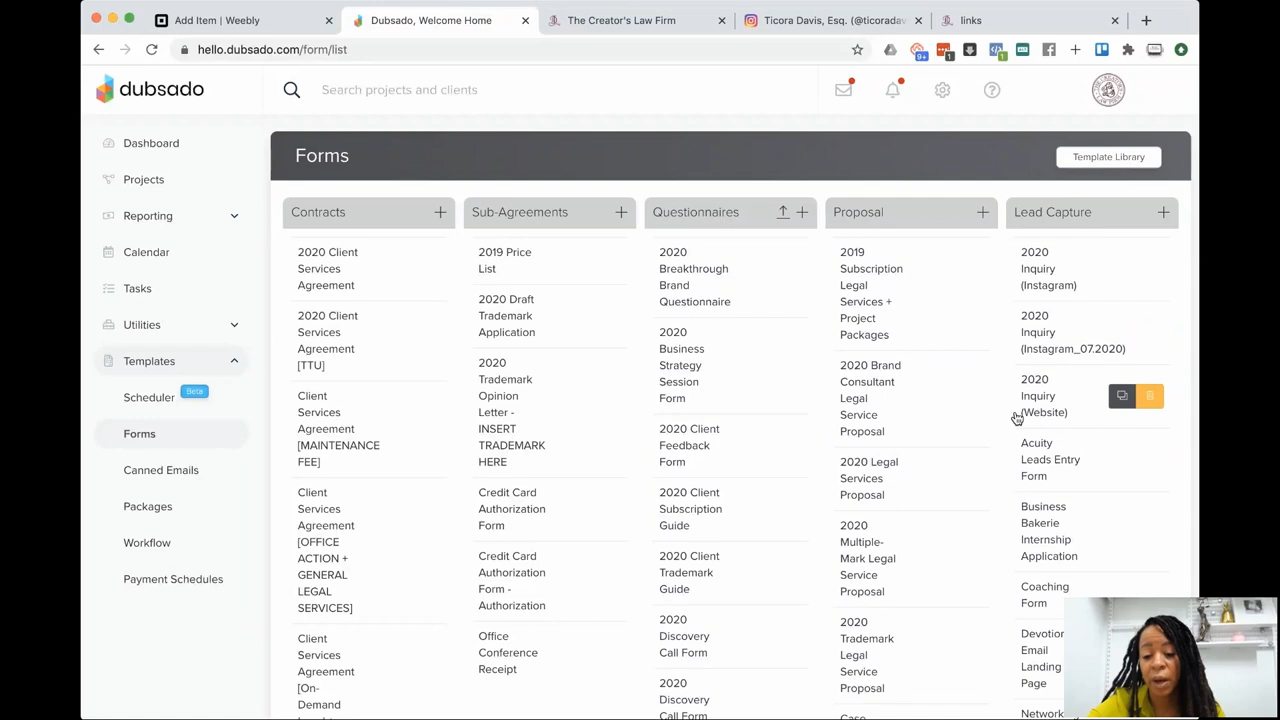 Add Item | Weebly
Dubsado, Welcome Home
The Creator's Law Firm
Ticora Davis, Esq. (@ticoradav
links
hello.dubsado.com/form/list
9+
1
1
dubsado
Search projects and clients
Dashboard
Projects
Reporting
Calendar
Tasks
Utilities
Templates
Scheduler
Beta
Forms
Canned Emails
Packages
Workflow
Payment Schedules
Forms
Template Library
Contracts
2020 Client
Services
Agreement
2020 Client
Services
Agreement
[TTU]
Client
Services
Agreement
[MAINTENANCE
FEE]
Client
Services
Agreement
[OFFICE
ACTION +
GENERAL
LEGAL
SERVICES]
Client
Services
Agreement
[On-
Demand
Sub-Agreements
2019 Price
List
2020 Draft
Trademark
Application
2020
Trademark
Opinion
Letter -
INSERT
TRADEMARK
HERE
Credit Card
Authorization
Form
Credit Card
Authorization
Form -
Authorization
Office
Conference
Receipt
Questionnaires
2020
Breakthrough
Brand
Questionnaire
2020
Business
Strategy
Session
Form
2020 Client
Feedback
Form
2020 Client
Subscription
Guide
2020 Client
Trademark
Guide
2020
Discovery
Call Form
2020
Discovery
Call Form
Proposal
2019
Subscription
Legal
Services +
Project
Packages
2020 Brand
Consultant
Legal
Service
Proposal
2020 Legal
Services
Proposal
2020
Multiple-
Mark Legal
Service
Proposal
2020
Trademark
Legal
Service
Proposal
Case
Lead Capture
2020
Inquiry
(Instagram)
2020
Inquiry
(Instagram_07.2020)
2020
Inquiry
(Website)
Acuity
Leads Entry
Form
Business
Bakerie
Internship
Application
Coaching
Form
Devotion
Email
Landing
Page
Network